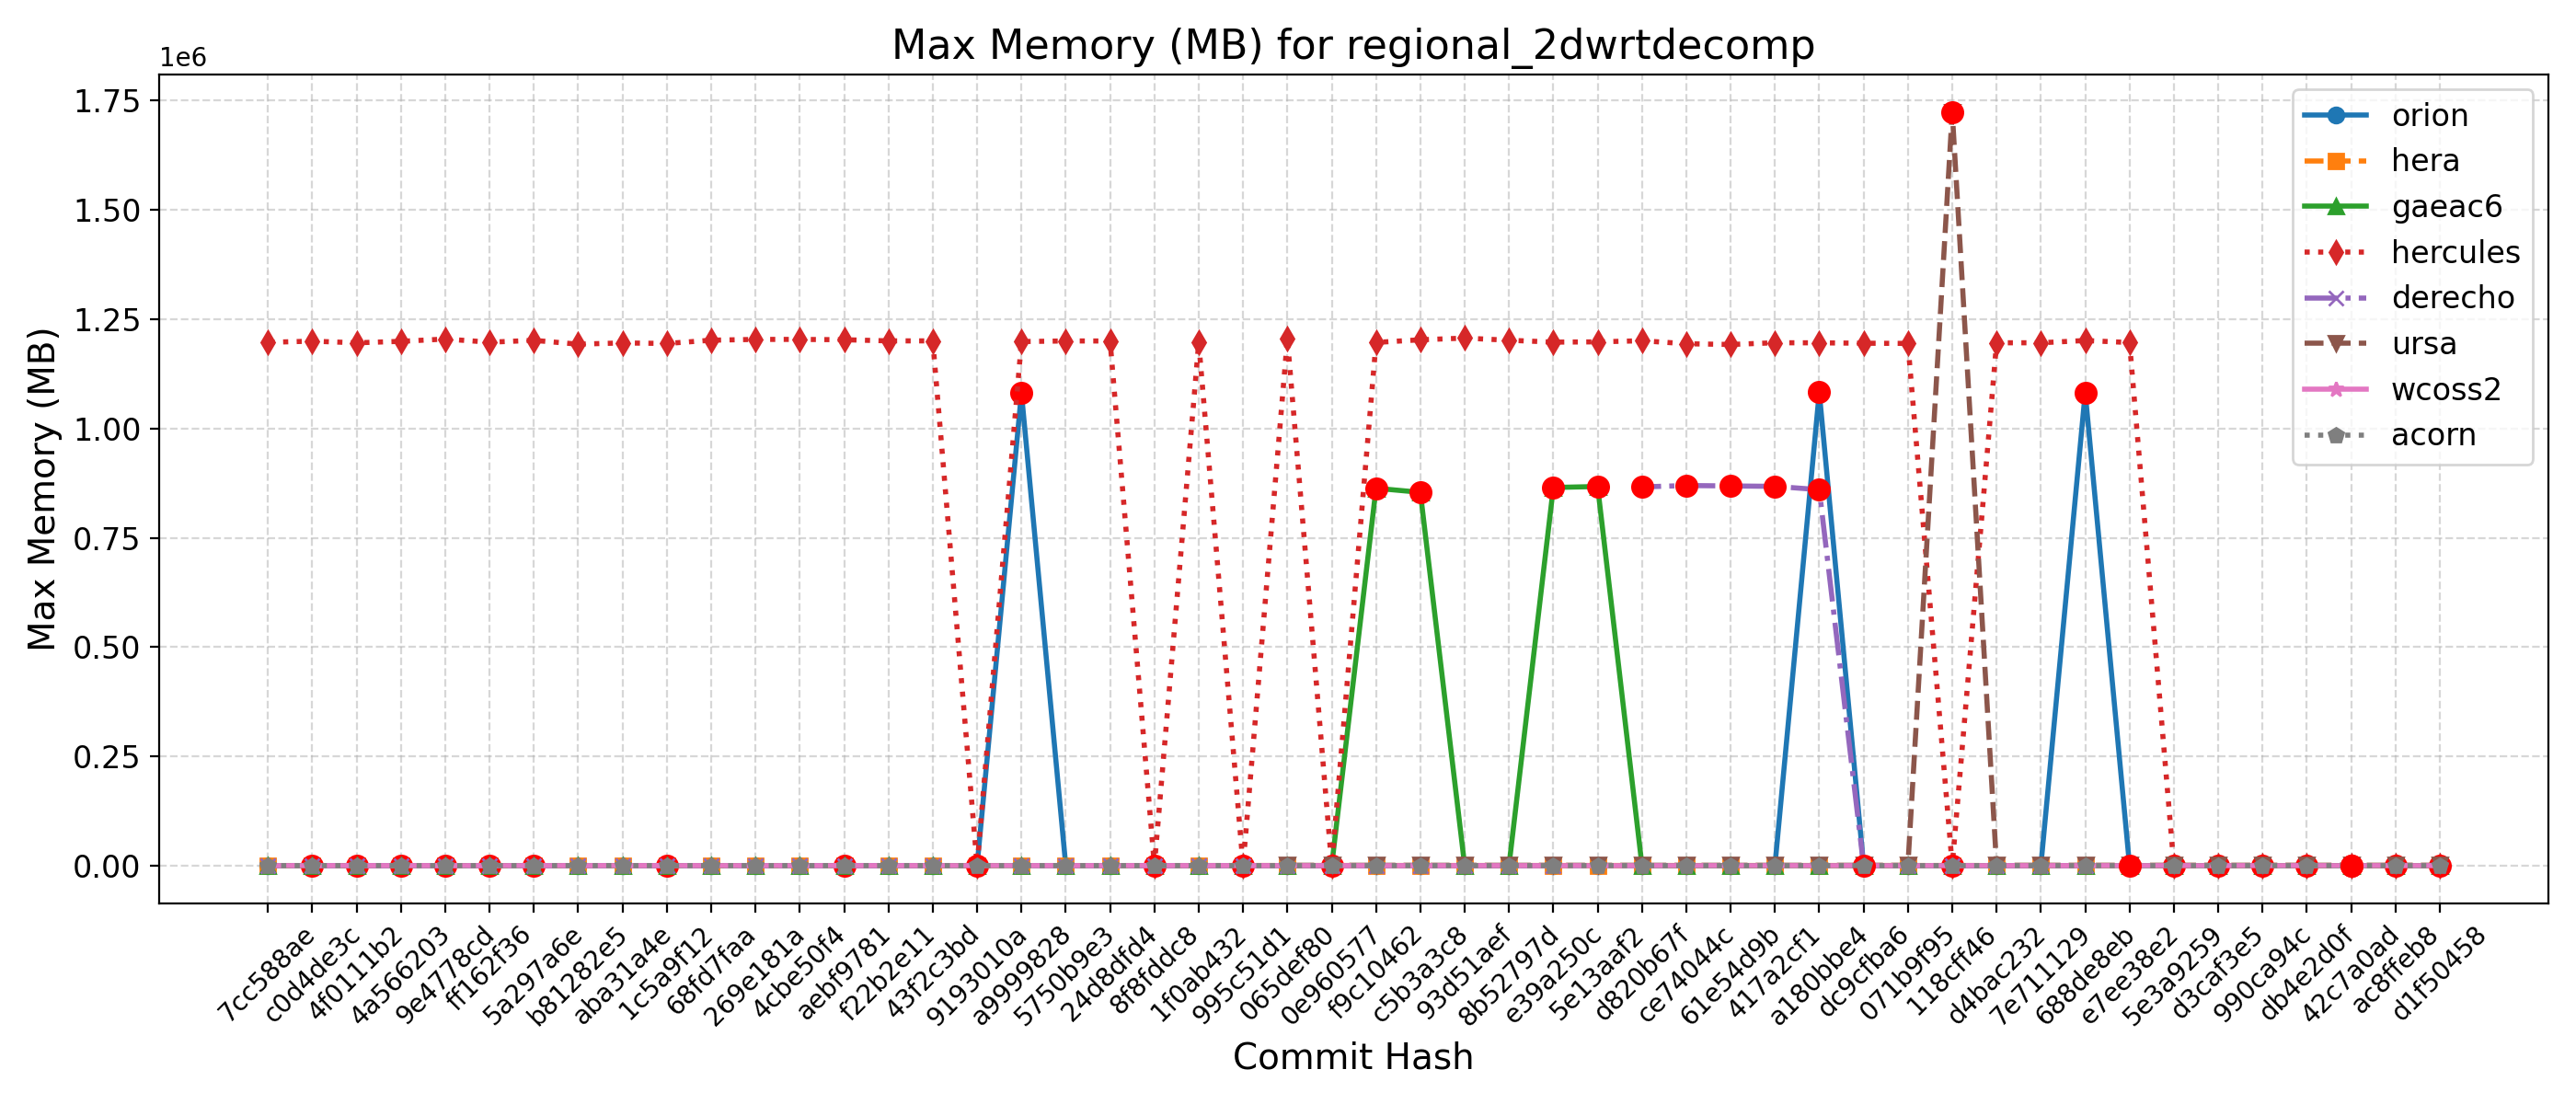 Max Memory (MB) for regional_2dwrtdecomp
1e6
1.75
1.50
1.25
1.00
0.75
0.50
0.25
0.00
Max Memory (MB)
orion
hera
gaeac6
hercules
derecho
ursa
wcoss2
acorn
7cc588ae
c0d4de3c
4f0111b2
4a566203
9e4778cd
ff162f36
5a297a6e
b81282e5
aba31a4e
1c5a9f12
68fd7faa
269e181a
4cbe50f4
aebf9781
f22b2e11
43f2c3bd
9193010a
a9999828
5750b9e3
24d8dfd4
8f8fddc8
1f0ab432
995c51d1
065def80
0e960577
f9c10462
c5b3a3c8
93d51aef
8b52797d
e39a250c
5e13aaf2
d820b67f
ce74044c
61e54d9b
417a2cf1
a180bbe4
dc9cfba6
071b9f95
118cff46
d4bac232
7e711129
688de8eb
e7ee38e2
5e3a9259
d3caf3e5
990ca94c
db4e2d0f
42c7a0ad
ac8ffeb8
d1f50458
Commit Hash